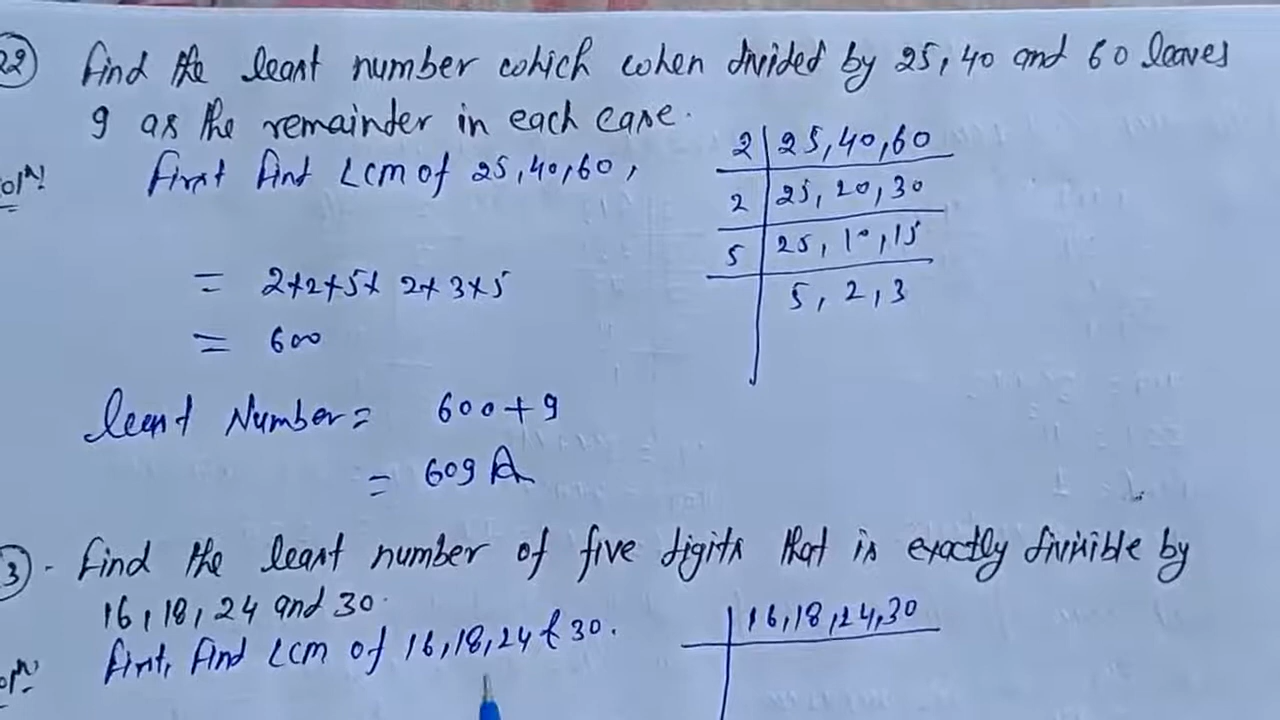 22) Find the least number which when divided by 25, 40 and 60 leaves
9 as the remainder in each case.
First find LCM of 25, 40, 60,
2 | 25, 40, 60
2 | 25, 20, 30
5 | 25, 10, 15
5, 2, 3
= 2×2×5× 2×3×5
= 600
least Number = 600+9
= 609 A
3) - Find the least number of five digits that is exactly divisible by
16, 18, 24 and 30.
First, find LCM of 16, 18, 24 & 30.
16, 18, 24, 30